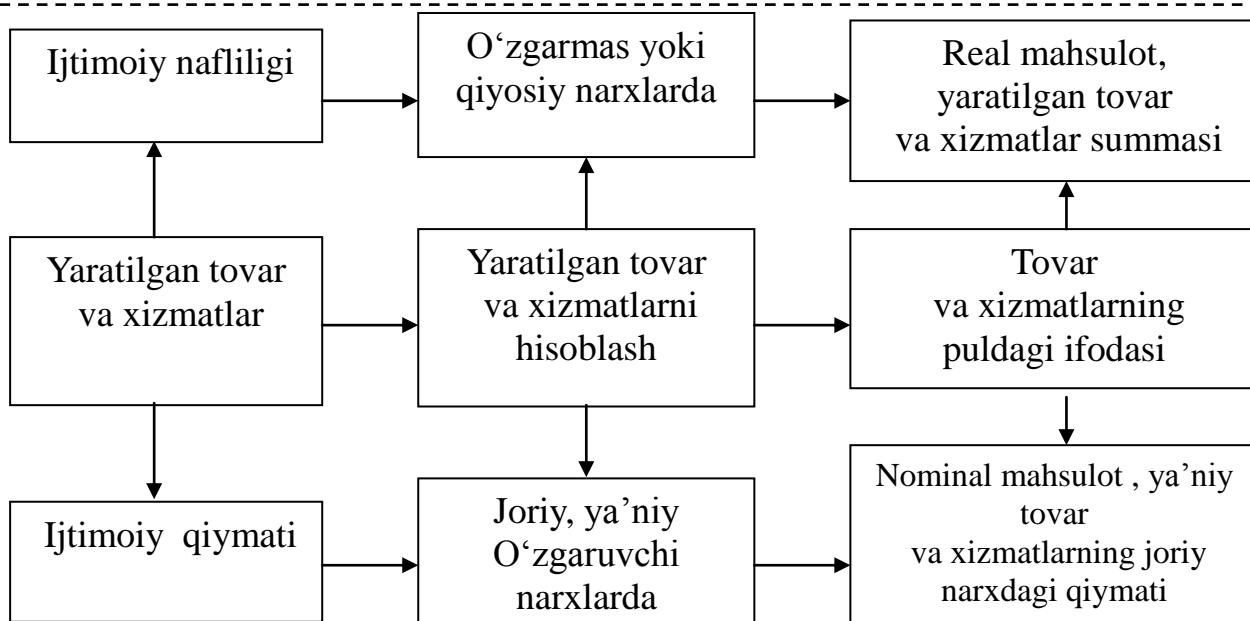 Ijtimoiy nafliligi
O‘zgarmas yoki
qiyosiy narxlarda
Real mahsulot,
yaratilgan tovar
va xizmatlar summasi
Yaratilgan tovar
va xizmatlar
Yaratilgan tovar
va xizmatlarni
hisoblash
Tovar
va xizmatlarning
puldagi ifodasi
Ijtimoiy qiymati
Joriy, ya’niy
O‘zgaruvchi
narxlarda
Nominal mahsulot , ya’niy
tovar
va xizmatlarning joriy
narxdagi qiymati